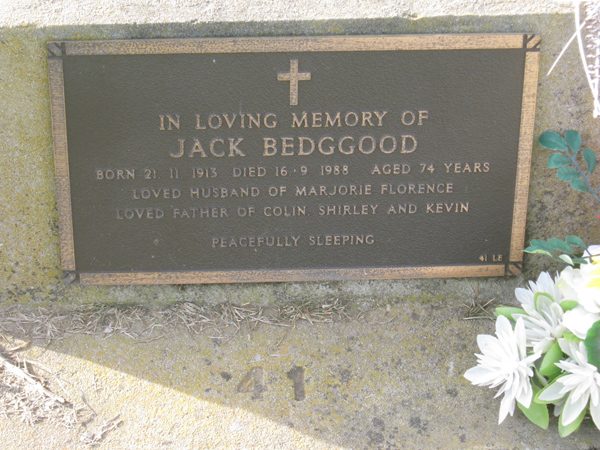 IN LOVING MEMORY OF
JACK BEDGGOOD
BORN 21·11·1913 DIED 16·9·1988 AGED 74 YEARS
LOVED HUSBAND OF MARJORIE FLORENCE
LOVED FATHER OF COLIN SHIRLEY AND KEVIN
PEACEFULLY SLEEPING
41 LE
41